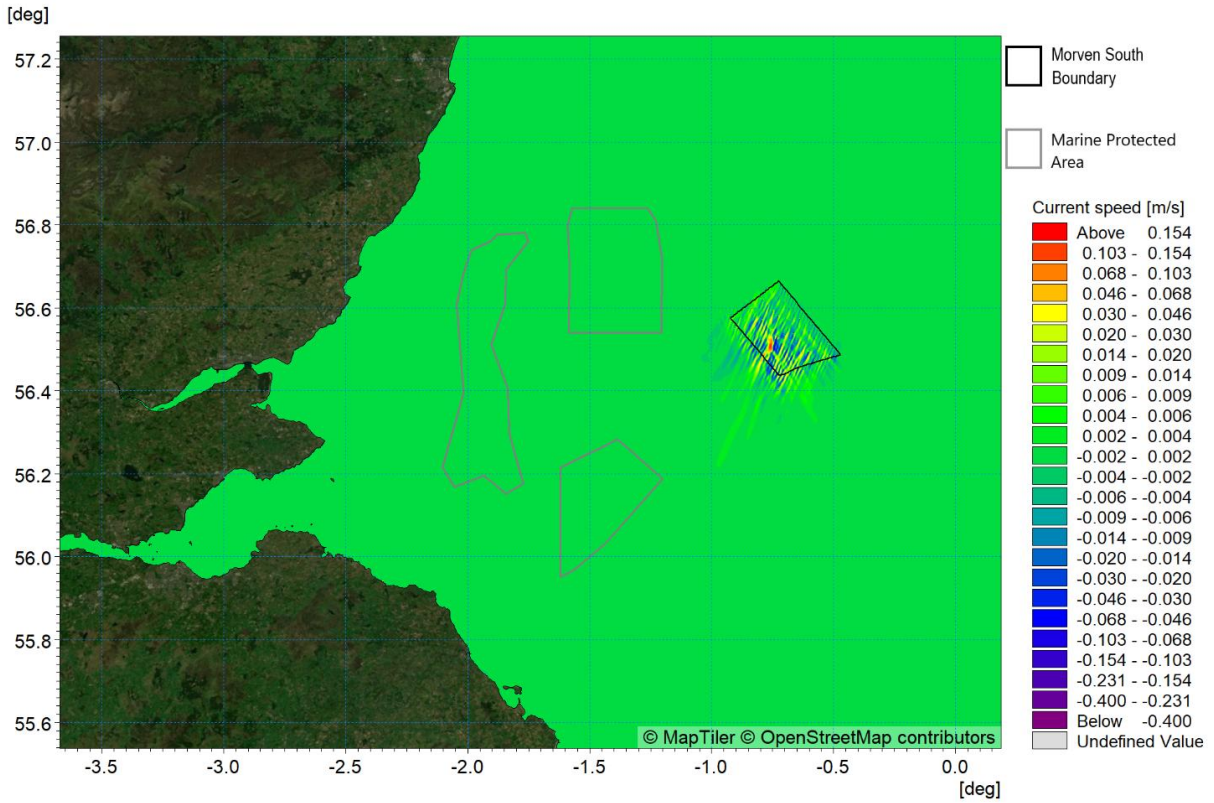 [deg]
57.2
57.0
56.8
56.6
56.4
56.2
56.0
55.8
55.6
-3.5
-3.0
-2.5
-2.0
-1.5
-1.0
-0.5
0.0
[deg]
© MapTiler © OpenStreetMap contributors
Morven South
Boundary
Marine Protected
Area
Current speed [m/s]
Above 0.154
0.103 - 0.154
0.068 - 0.103
0.046 - 0.068
0.030 - 0.046
0.020 - 0.030
0.014 - 0.020
0.009 - 0.014
0.006 - 0.009
0.004 - 0.006
0.002 - 0.004
-0.002 - 0.002
-0.004 - -0.002
-0.006 - -0.004
-0.009 - -0.006
-0.014 - -0.009
-0.020 - -0.014
-0.030 - -0.020
-0.046 - -0.030
-0.068 - -0.046
-0.103 - -0.068
-0.154 - -0.103
-0.231 - -0.154
-0.400 - -0.231
Below -0.400
Undefined Value